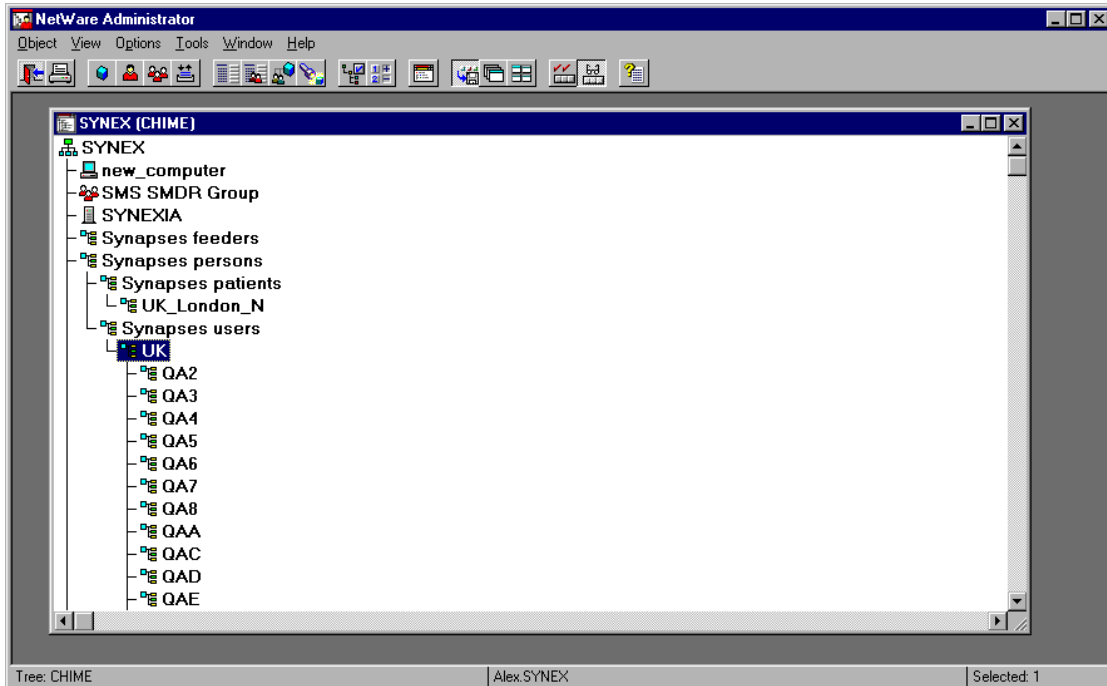 NetWare Administrator
Object View Options Tools Window Help
SYNEX (CHIME)
SYNEX
new_computer
SMS SMDR Group
SYNEXIA
Synapses feeders
Synapses persons
Synapses patients
UK_London_N
Synapses users
UK
QA2
QA3
QA4
QA5
QA6
QA7
QA8
QAA
QAC
QAD
QAE
Tree: CHIME Alex.SYNEX Selected: 1